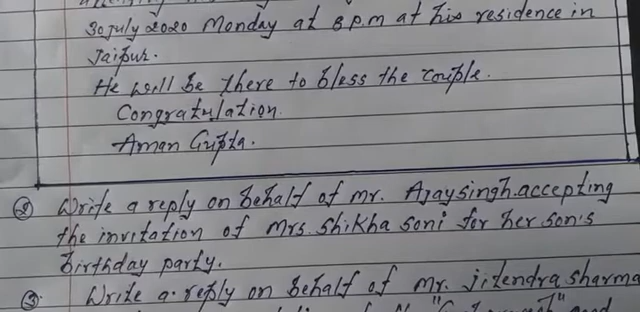 30 July 2020 Monday at 8 p.m at his residence in
Jaipur.
He will be there to bless the couple.
Congratulation.
Aman Gupta.
② Write a reply on behalf of mr. Ajay singh accepting
the invitation of Mrs. Shikha soni for her son's
birthday party.
③ Write a reply on behalf of Mr. jitendra sharma